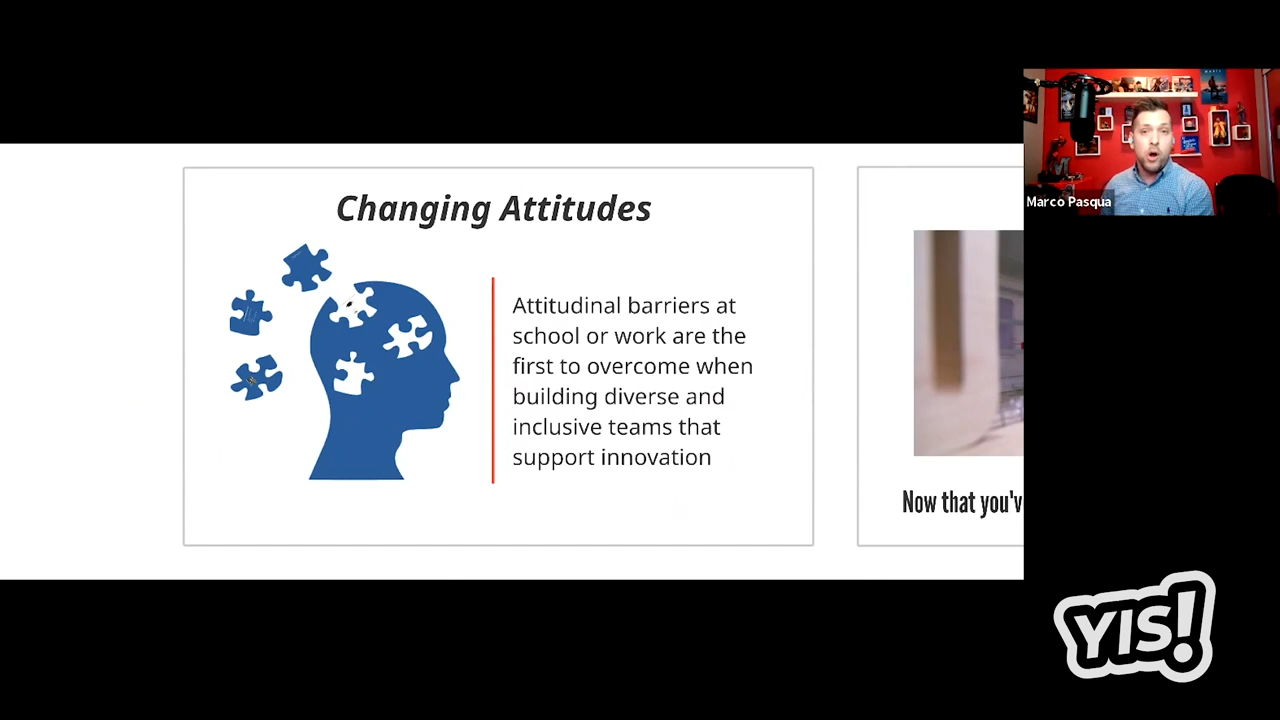 Changing Attitudes
Attitudinal barriers at
school or work are the
first to overcome when
building diverse and
inclusive teams that
support innovation
Now that you'v
Marco Pasqua
YIS!